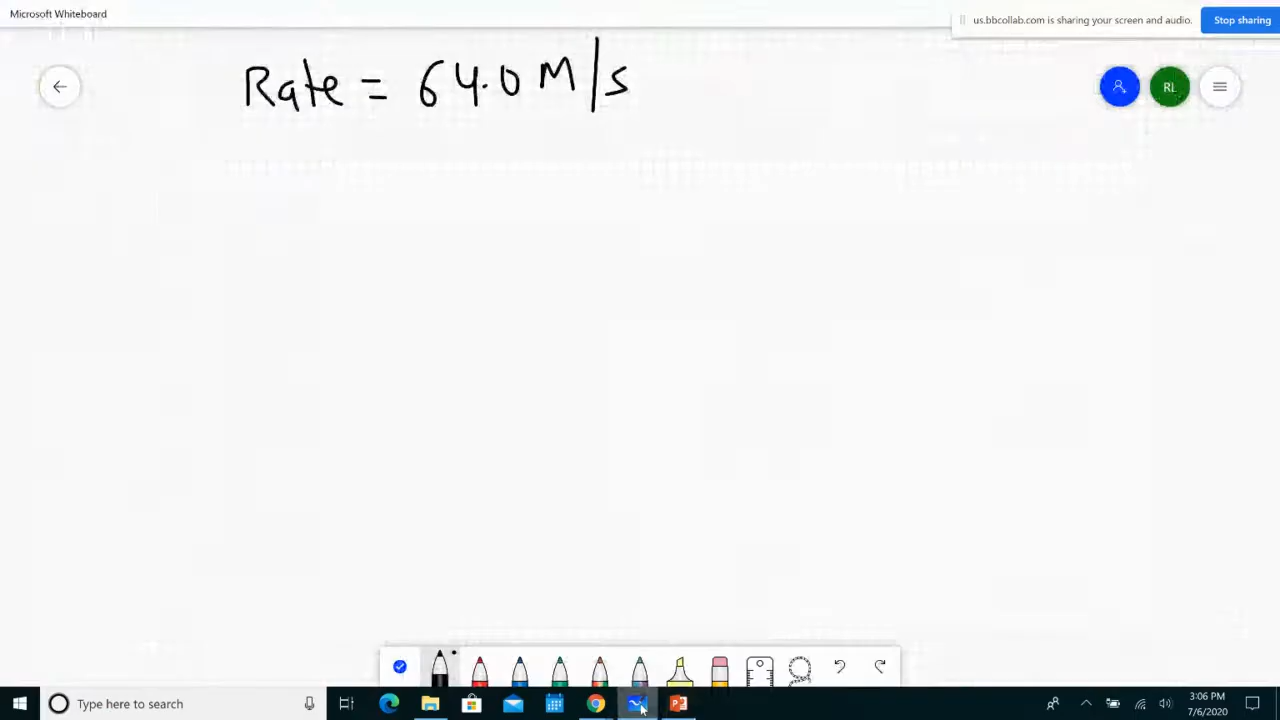 Microsoft Whiteboard
us.bbcollab.com is sharing your screen and audio.
Stop sharing
Rate = 64.0 M/s
RL
Type here to search
3:06 PM
7/6/2020